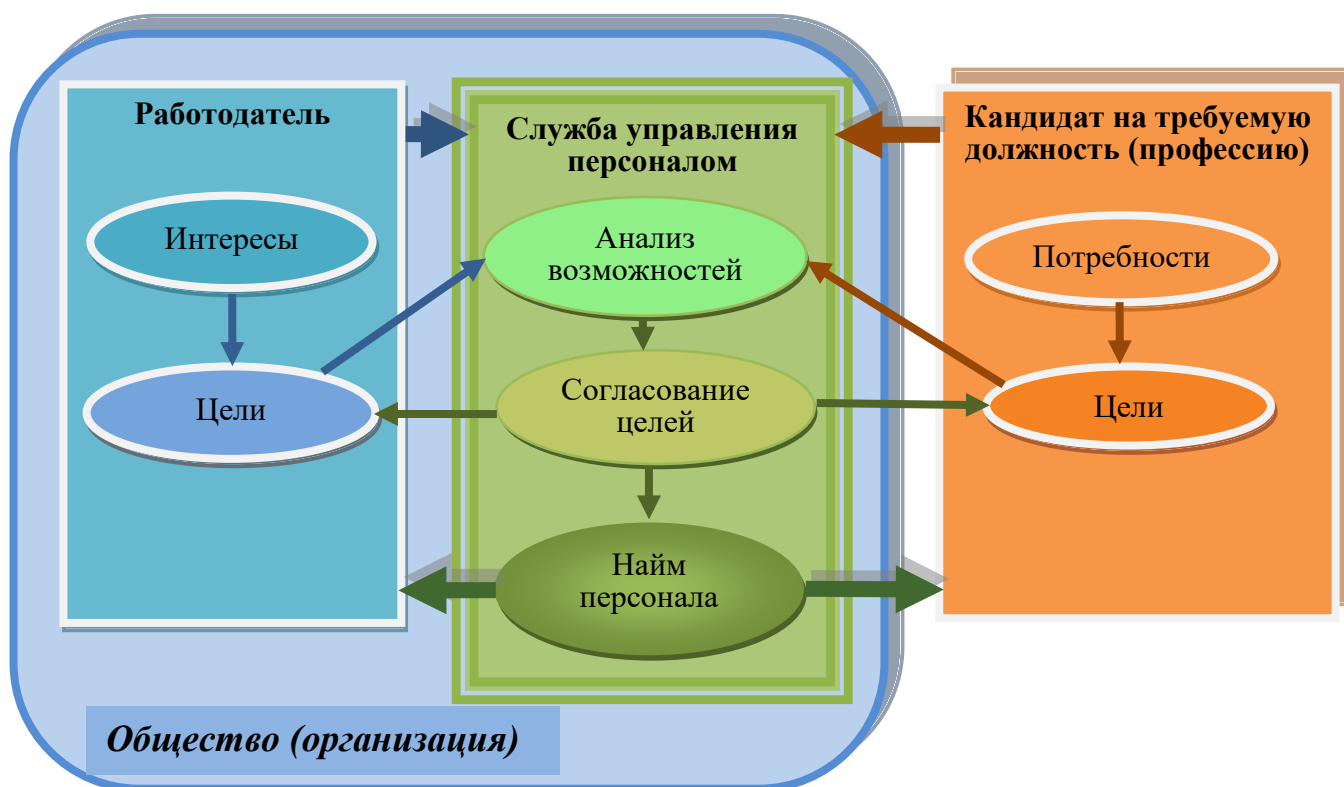 Работодатель
Интересы
Цели
Служба управления
персоналом
Анализ
возможностей
Согласование
целей
Найм
персонала
Кандидат на требуемую
должность (профессию)
Потребности
Цели
Общество (организация)